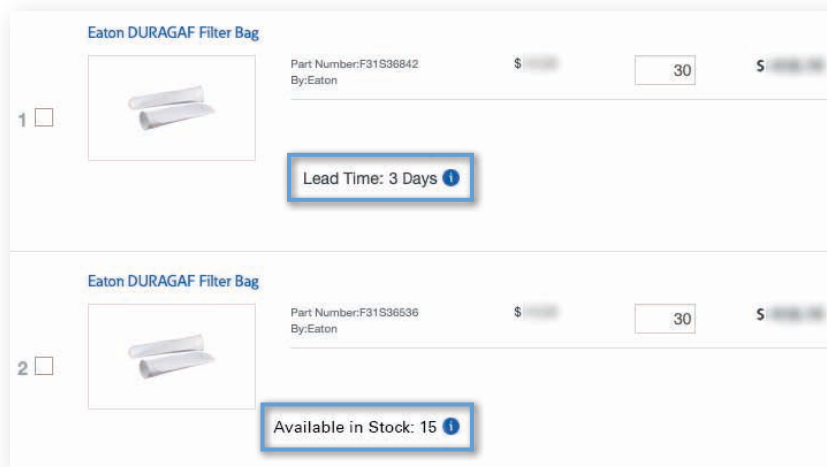 Eaton DURAGAF Filter Bag
Part Number:F31S36842
By:Eaton
$
30
$
1
Lead Time: 3 Days
Eaton DURAGAF Filter Bag
Part Number:F31S36536
By:Eaton
$
30
$
2
Available in Stock: 15